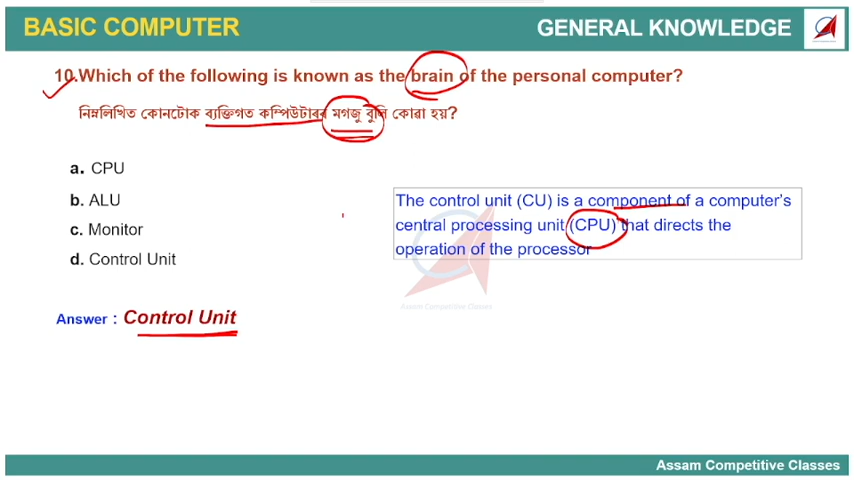 BASIC COMPUTER
GENERAL KNOWLEDGE
10.Which of the following is known as the brain of the personal computer?
নিম্নলিখিত কোনটোক ব্যক্তিগত কম্পিউটাৰৰ মগজু বুলি কোৱা হয়?
a. CPU
b. ALU
c. Monitor
d. Control Unit
The control unit (CU) is a component of a computer's
central processing unit (CPU) that directs the
operation of the processor
Answer : Control Unit
Assam Competitive Classes
Assam Competitive Classes